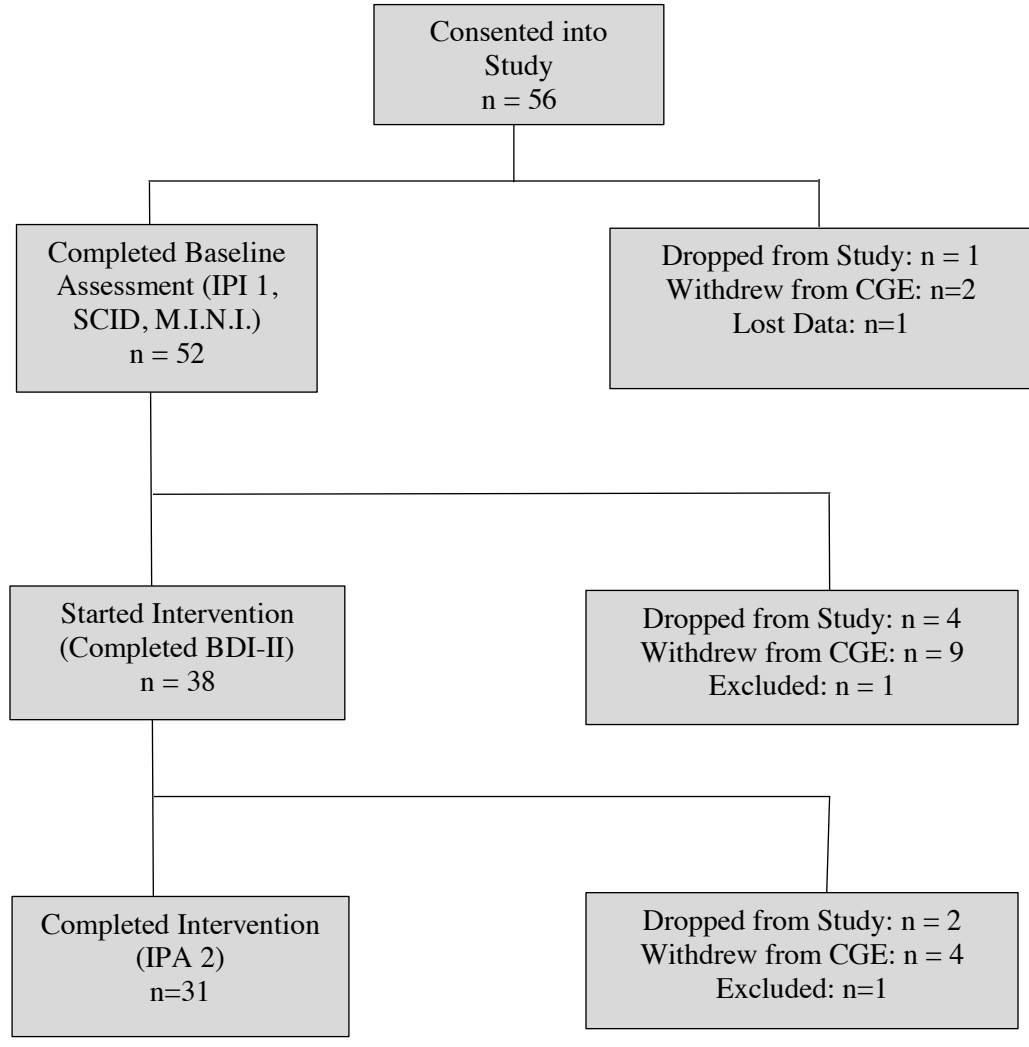 Consented into
Study
n = 56
Completed Baseline
Assessment (IPI 1,
SCID, M.I.N.I.)
n = 52
Dropped from Study: n = 1
Withdrew from CGE: n=2
Lost Data: n=1
Started Intervention
(Completed BDI-II)
n = 38
Dropped from Study: n = 4
Withdrew from CGE: n = 9
Excluded: n = 1
Completed Intervention
(IPA 2)
n=31
Dropped from Study: n = 2
Withdrew from CGE: n = 4
Excluded: n=1